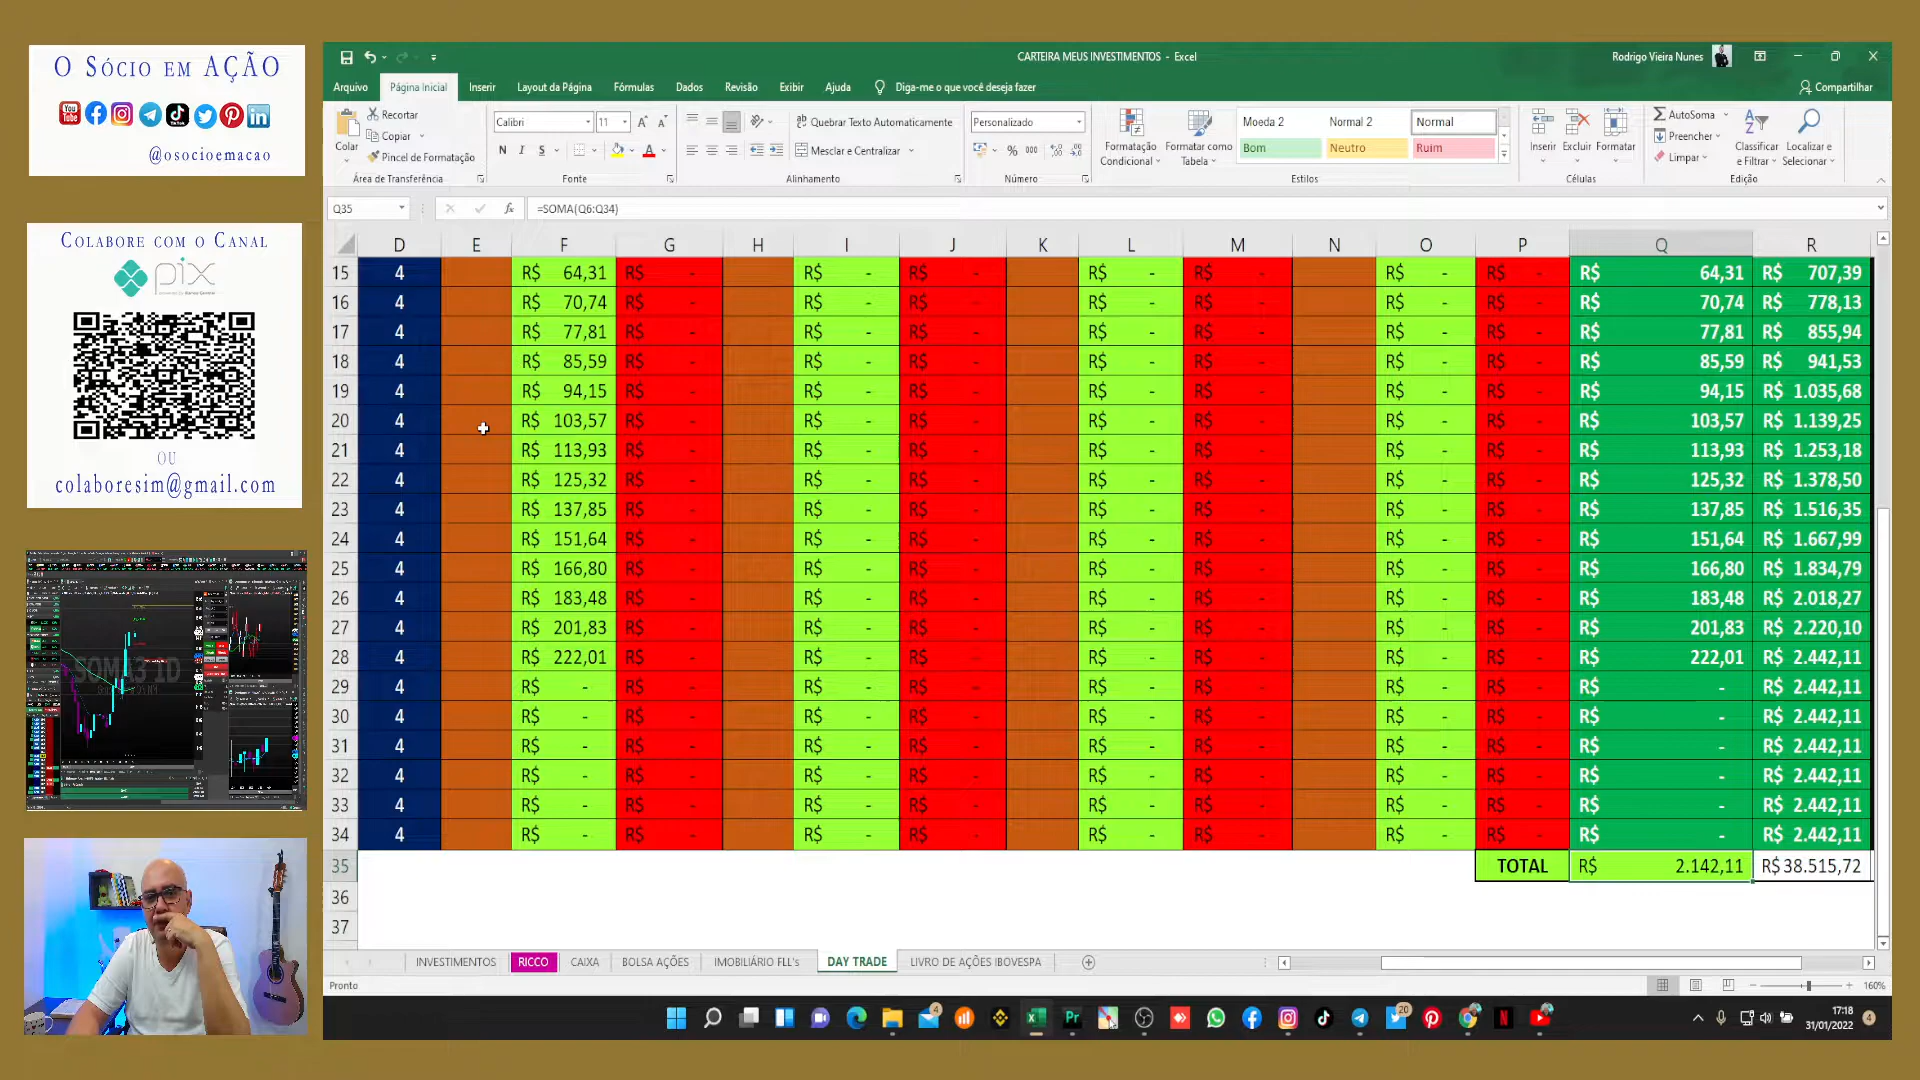 O Sócio em AÇÃO
@osocioemacao
Colabore com o Canal
pix
OU
colaboresim@gmail.com
SOMA3 1D
CARTEIRA MEUS INVESTIMENTOS - Excel
Rodrigo Vieira Nunes
Arquivo Página Inicial Inserir Layout da Página Fórmulas Dados Revisão Exibir Ajuda Diga-me o que você deseja fazer Compartilhar
Colar
Recortar
Copiar
Pincel de Formatação
Área de Transferência
Calibri 11
N I S
Fonte
Quebrar Texto Automaticamente
Mesclar e Centralizar
Alinhamento
Personalizado
% 000
Número
Formatação Condicional
Formatar como Tabela
Moeda 2 Normal 2 Normal
Bom Neutro Ruim
Estilos
Inserir Excluir Formatar
Células
AutoSoma
Preencher
Limpar
Classificar e Filtrar
Localizar e Selecionar
Edição
Q35 fx =SOMA(Q6:Q34)
D E F G H I J K L M N O P Q R
15 4 R$ 64,31 R$ - R$ - R$ - R$ - R$ - R$ - R$ - R$ 64,31 R$ 707,39
16 4 R$ 70,74 R$ - R$ - R$ - R$ - R$ - R$ - R$ - R$ 70,74 R$ 778,13
17 4 R$ 77,81 R$ - R$ - R$ - R$ - R$ - R$ - R$ - R$ 77,81 R$ 855,94
18 4 R$ 85,59 R$ - R$ - R$ - R$ - R$ - R$ - R$ - R$ 85,59 R$ 941,53
19 4 R$ 94,15 R$ - R$ - R$ - R$ - R$ - R$ - R$ - R$ 94,15 R$ 1.035,68
20 4 R$ 103,57 R$ - R$ - R$ - R$ - R$ - R$ - R$ - R$ 103,57 R$ 1.139,25
21 4 R$ 113,93 R$ - R$ - R$ - R$ - R$ - R$ - R$ - R$ 113,93 R$ 1.253,18
22 4 R$ 125,32 R$ - R$ - R$ - R$ - R$ - R$ - R$ - R$ 125,32 R$ 1.378,50
23 4 R$ 137,85 R$ - R$ - R$ - R$ - R$ - R$ - R$ - R$ 137,85 R$ 1.516,35
24 4 R$ 151,64 R$ - R$ - R$ - R$ - R$ - R$ - R$ - R$ 151,64 R$ 1.667,99
25 4 R$ 166,80 R$ - R$ - R$ - R$ - R$ - R$ - R$ - R$ 166,80 R$ 1.834,79
26 4 R$ 183,48 R$ - R$ - R$ - R$ - R$ - R$ - R$ - R$ 183,48 R$ 2.018,27
27 4 R$ 201,83 R$ - R$ - R$ - R$ - R$ - R$ - R$ - R$ 201,83 R$ 2.220,10
28 4 R$ 222,01 R$ - R$ - R$ - R$ - R$ - R$ - R$ - R$ 222,01 R$ 2.442,11
29 4 R$ - R$ - R$ - R$ - R$ - R$ - R$ - R$ - R$ - R$ 2.442,11
30 4 R$ - R$ - R$ - R$ - R$ - R$ - R$ - R$ - R$ - R$ 2.442,11
31 4 R$ - R$ - R$ - R$ - R$ - R$ - R$ - R$ - R$ - R$ 2.442,11
32 4 R$ - R$ - R$ - R$ - R$ - R$ - R$ - R$ - R$ - R$ 2.442,11
33 4 R$ - R$ - R$ - R$ - R$ - R$ - R$ - R$ - R$ - R$ 2.442,11
34 4 R$ - R$ - R$ - R$ - R$ - R$ - R$ - R$ - R$ - R$ 2.442,11
35 TOTAL R$ 2.142,11 R$ 38.515,72
36
37
INVESTIMENTOS RICCO CAIXA BOLSA AÇÕES IMOBILIÁRIO FLL's DAY TRADE LIVRO DE AÇÕES IBOVESPA
Pronto
160%
17:18
31/01/2022